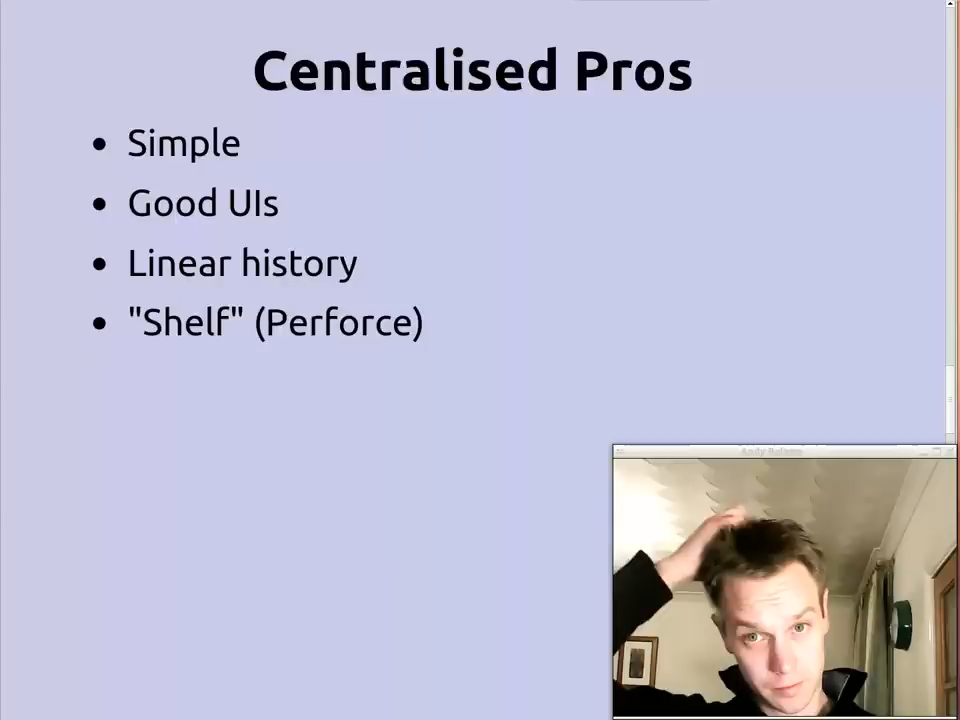 Centralised Pros
• Simple
• Good UIs
• Linear history
• "Shelf" (Perforce)